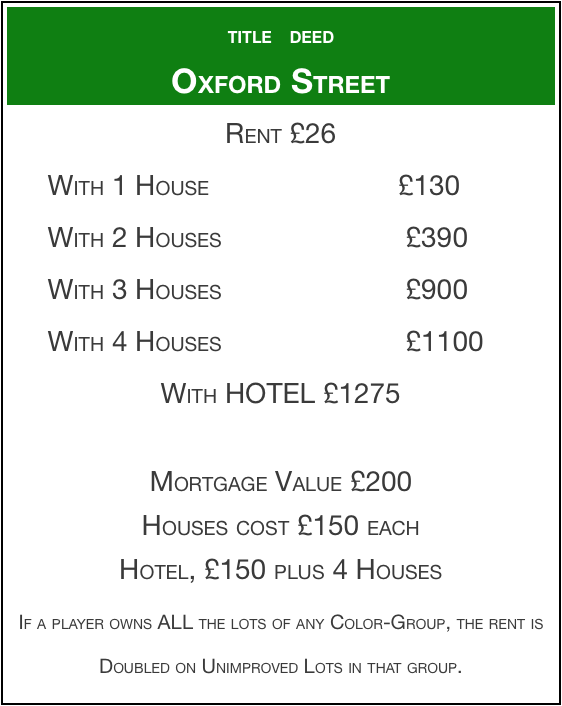 TITLE DEED
Oxford Street
Rent £26
With 1 House £130
With 2 Houses £390
With 3 Houses £900
With 4 Houses £1100
With HOTEL £1275
Mortgage Value £200
Houses cost £150 each
Hotel, £150 plus 4 Houses
If a player owns ALL the lots of any Color-Group, the rent is
Doubled on Unimproved Lots in that group.